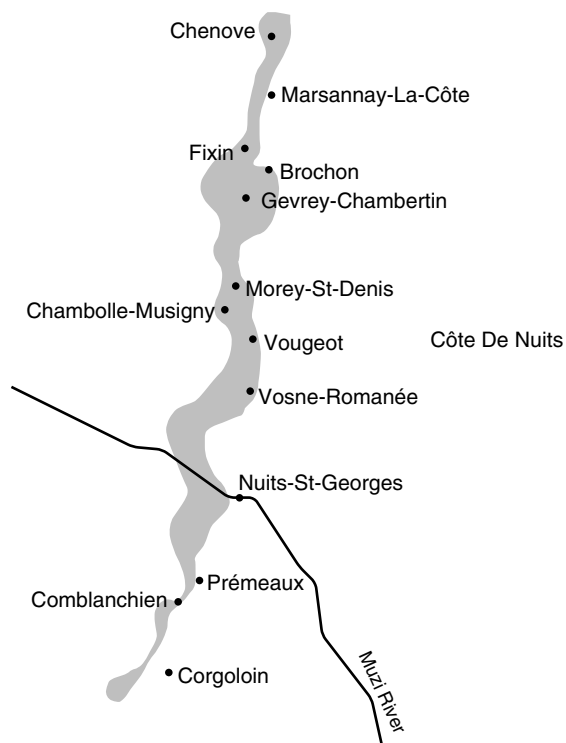 Chenove
Marsannay-La-Côte
Fixin
Brochon
Gevrey-Chambertin
Morey-St-Denis
Chambolle-Musigny
Vougeot
Côte De Nuits
Vosne-Romanée
Nuits-St-Georges
Prémeaux
Comblanchien
Corgoloin
Muzi River